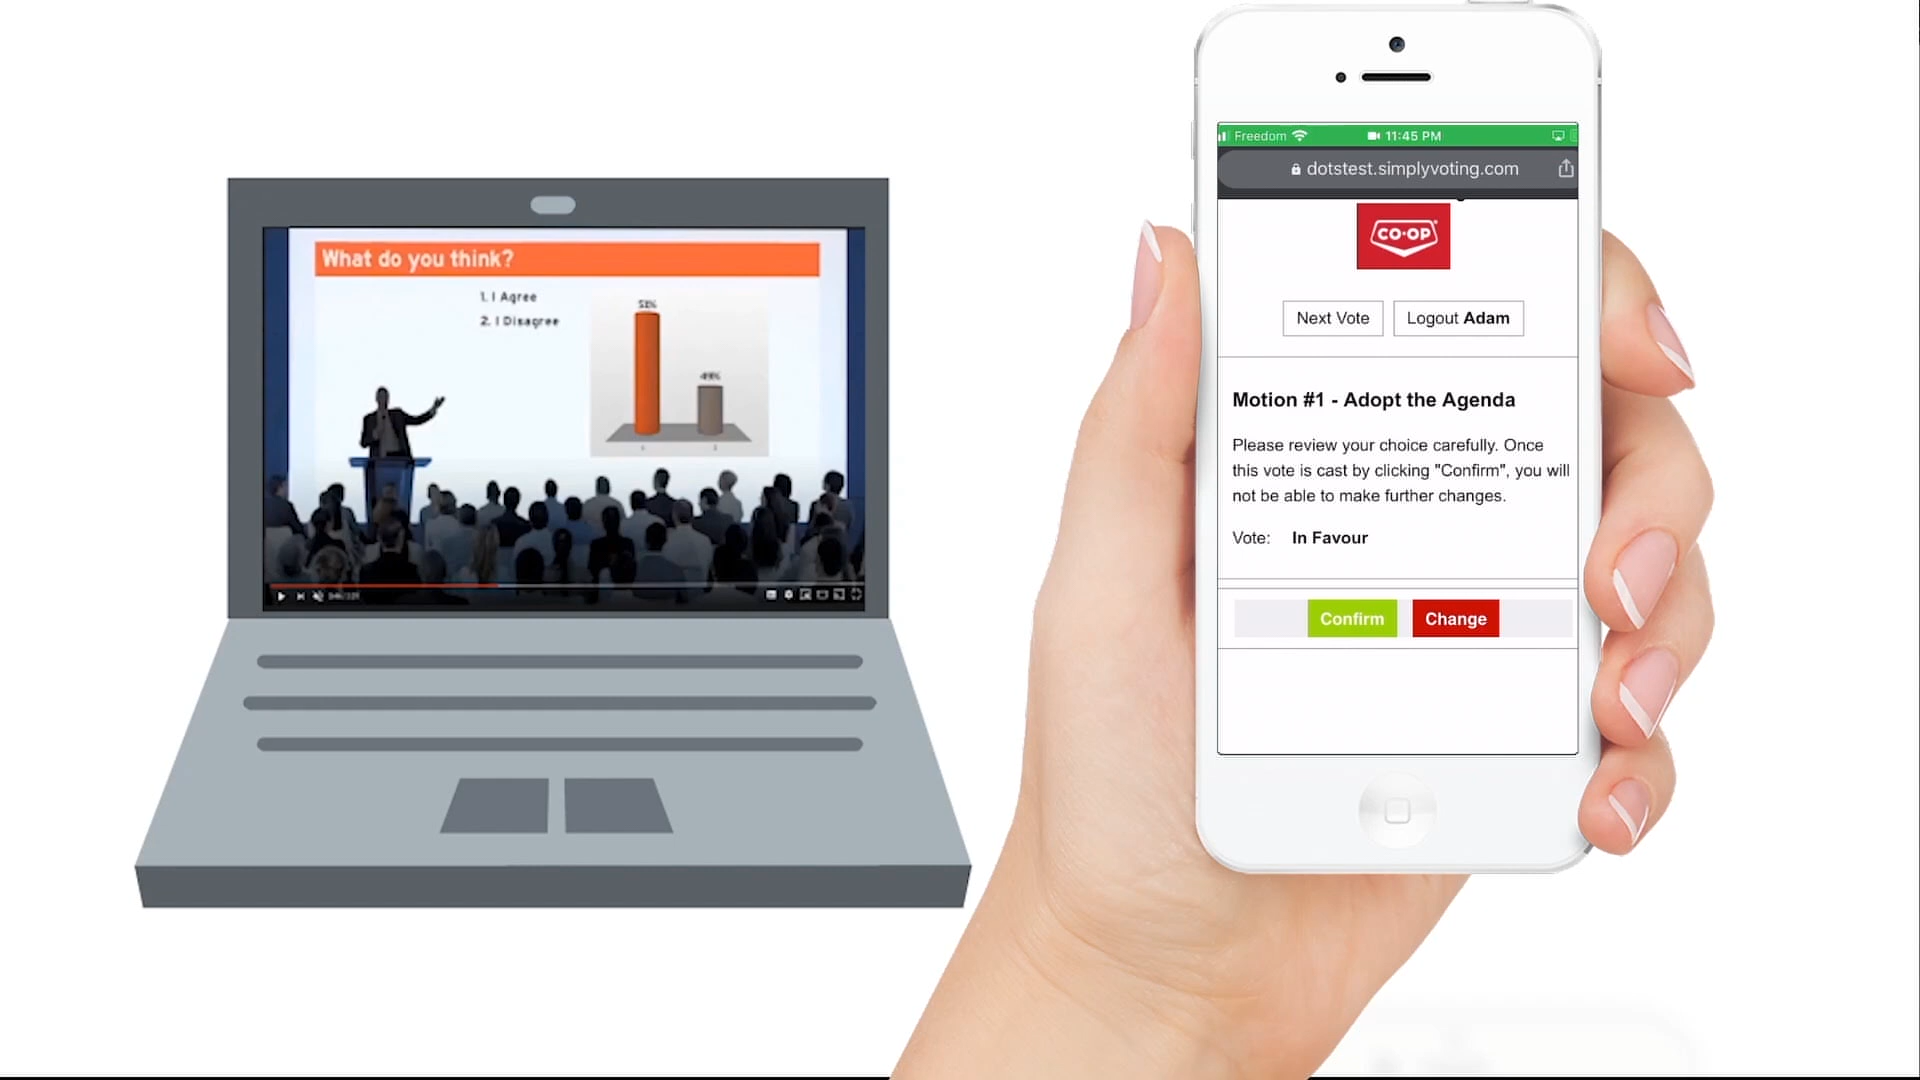 What do you think?
1. I Agree
2. I Disagree
Freedom
11:45 PM
dotstest.simplyvoting.com
CO-OP
Next Vote
Logout Adam
Motion #1 - Adopt the Agenda
Please review your choice carefully. Once
this vote is cast by clicking "Confirm", you will
not be able to make further changes.
Vote: In Favour
Confirm
Change